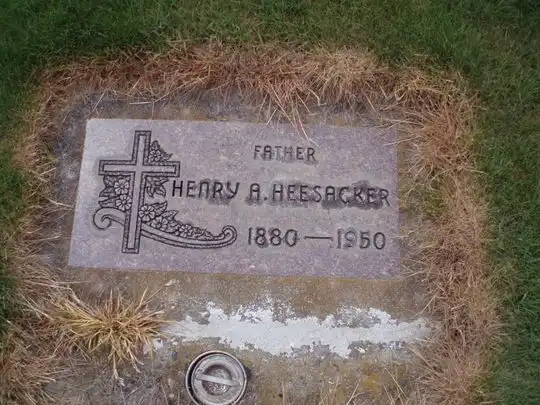 FATHER
HENRY A. HEESACKER
1880—1950